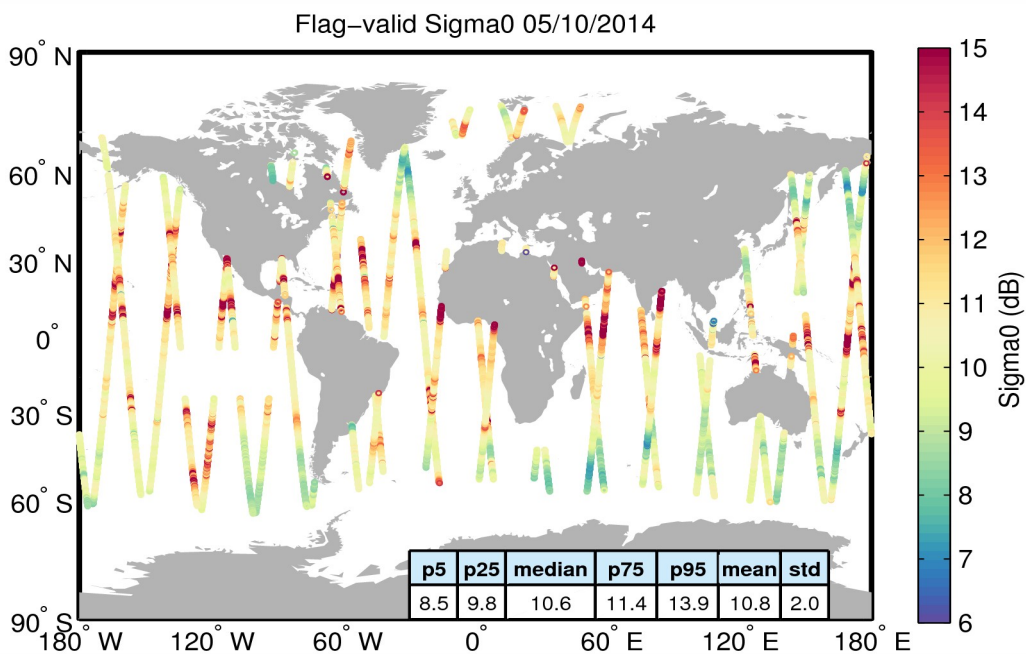 Flag−valid Sigma0 05/10/2014
90° N
60° N
30° N
0°
30° S
60° S
90° S
180° W
120° W
60° W
0°
60° E
120° E
180° E
p5 p25 median p75 p95 mean std
8.5 9.8 10.6 11.4 13.9 10.8 2.0
15
14
13
12
11
10
9
8
7
6
Sigma0 (dB)